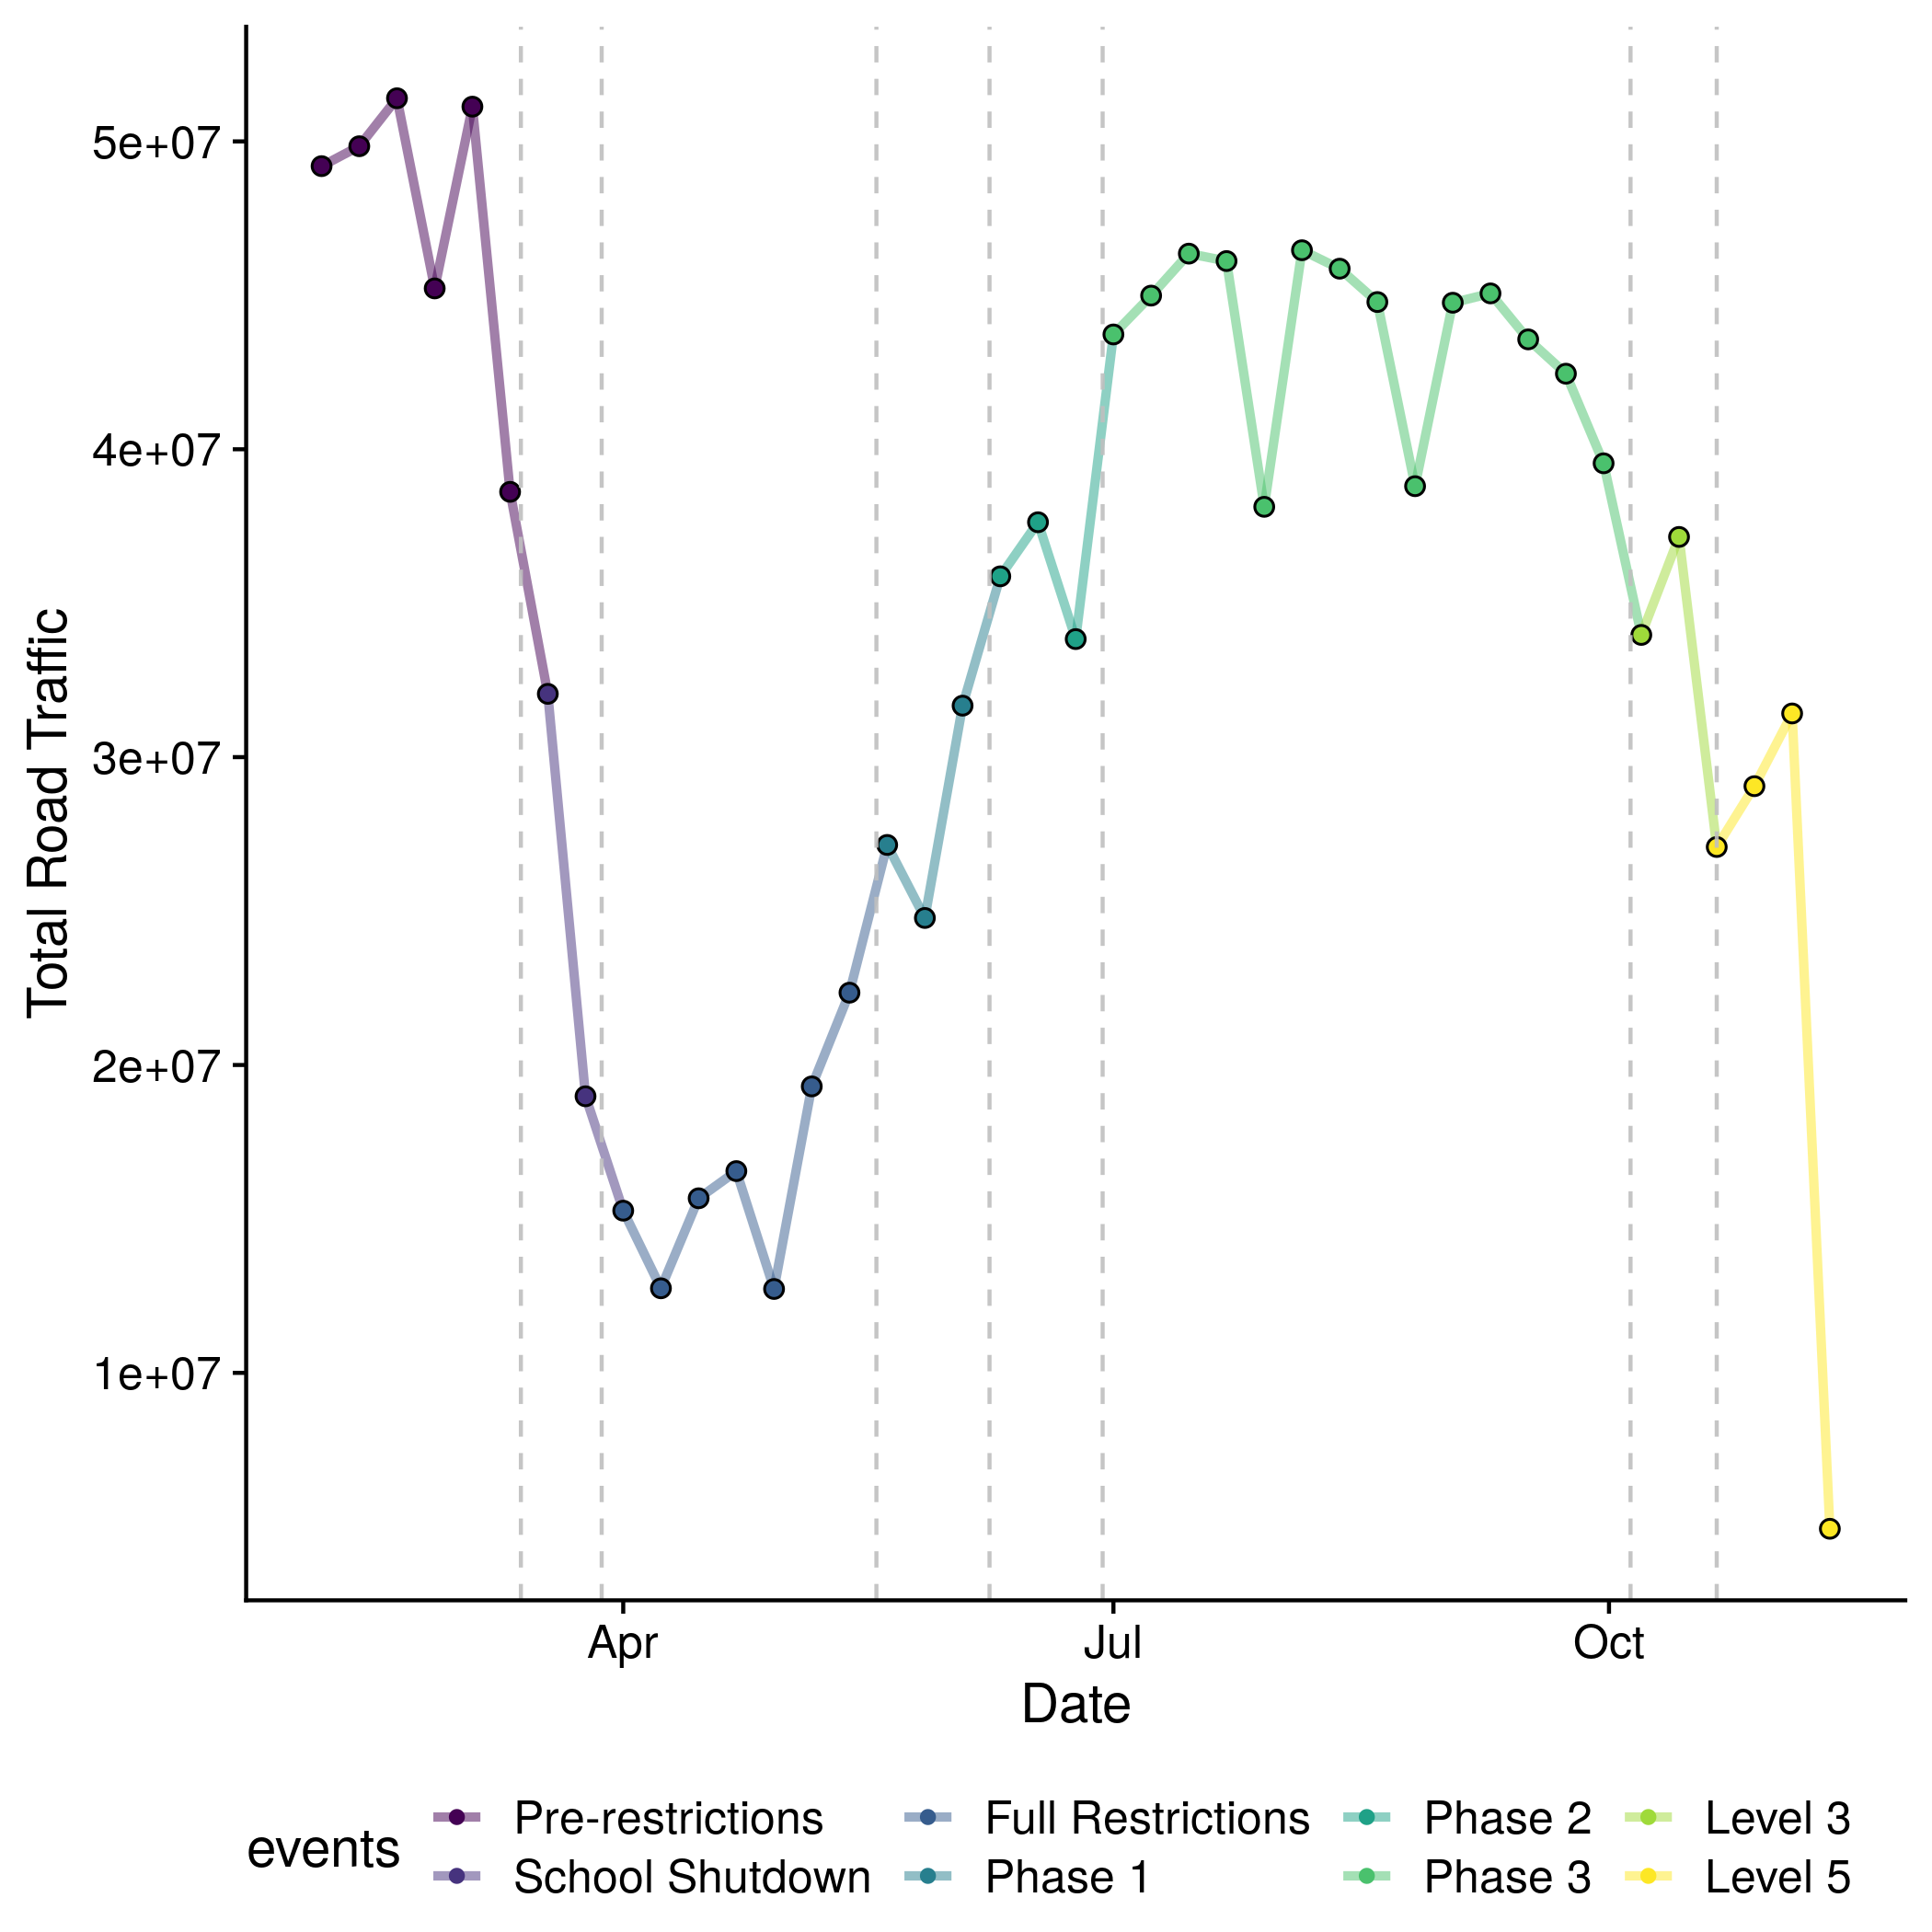 5e+07
4e+07
3e+07
2e+07
1e+07
Total Road Traffic
Apr
Jul
Oct
Date
events
Pre-restrictions
School Shutdown
Full Restrictions
Phase 1
Phase 2
Phase 3
Level 3
Level 5